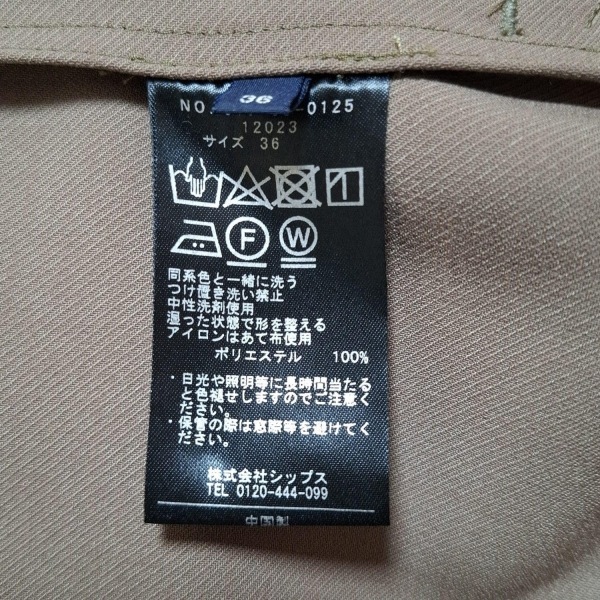 36
NO. 0125
12023
サイズ 36
F W
同系色と一緒に洗う
つけ置き洗い禁止
中性洗剤使用
湿った状態で形を整える
アイロンはあて布使用
ポリエステル 100%
・日光や照明等に長時間当たる
と色褪せしますのでご注意く
ださい。
・保管の際は窓際等を避けてく
ださい。
株式会社シップス
TEL 0120-444-099
中国製